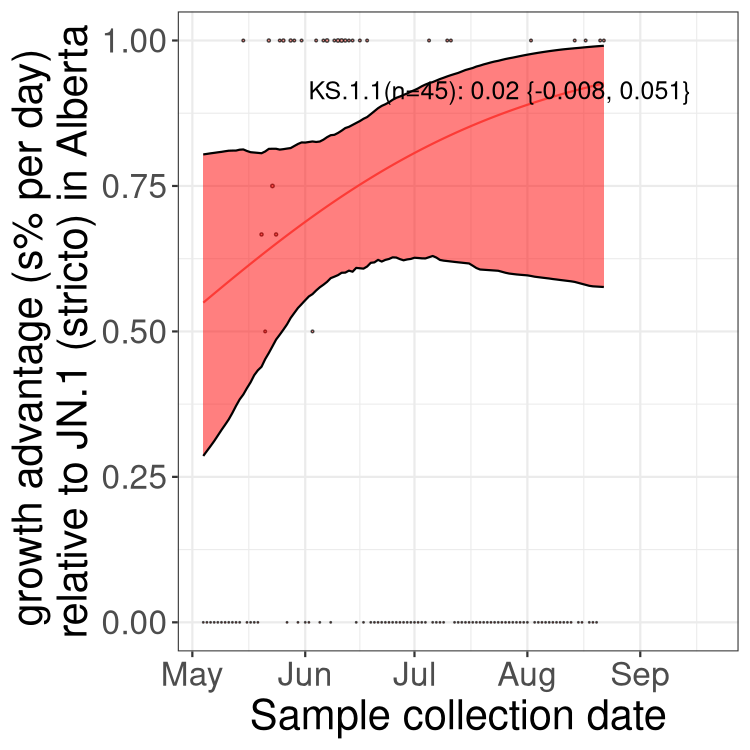 growth advantage (s% per day)
relative to JN.1 (stricto) in Alberta
1.00
0.75
0.50
0.25
0.00
KS.1.1(n=45): 0.02 {-0.008, 0.051}
May Jun Jul Aug Sep
Sample collection date